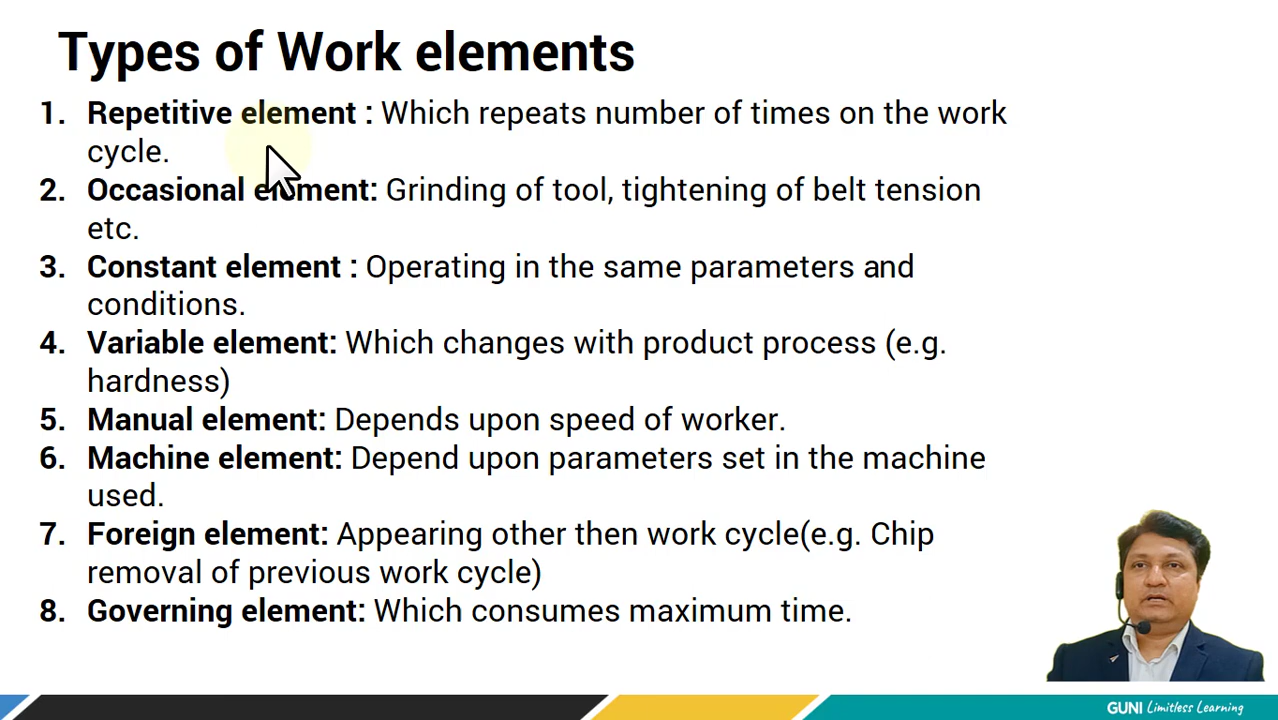 Types of Work elements
1. Repetitive element : Which repeats number of times on the work
cycle.
2. Occasional element: Grinding of tool, tightening of belt tension
etc.
3. Constant element : Operating in the same parameters and
conditions.
4. Variable element: Which changes with product process (e.g.
hardness)
5. Manual element: Depends upon speed of worker.
6. Machine element: Depend upon parameters set in the machine
used.
7. Foreign element: Appearing other then work cycle(e.g. Chip
removal of previous work cycle)
8. Governing element: Which consumes maximum time.
GUNI Limitless Learning